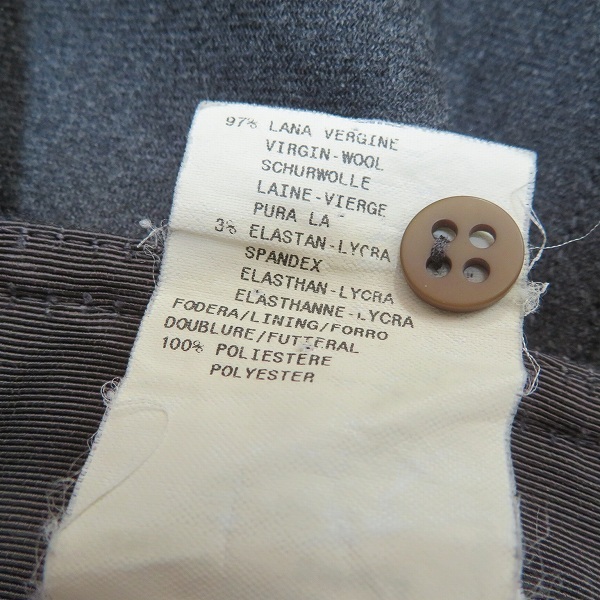 97% LANA VERGINE
VIRGIN-WOOL
SCHURWOLLE
LAINE-VIERGE
PURA LA
3% ELASTAN-LYCRA
SPANDEX
ELASTHAN-LYCRA
ELASTHANNE-LYCRA
FODERA/LINING/FORRO
DOUBLURE/FUTTERAL
100% POLIESTERE
POLYESTER